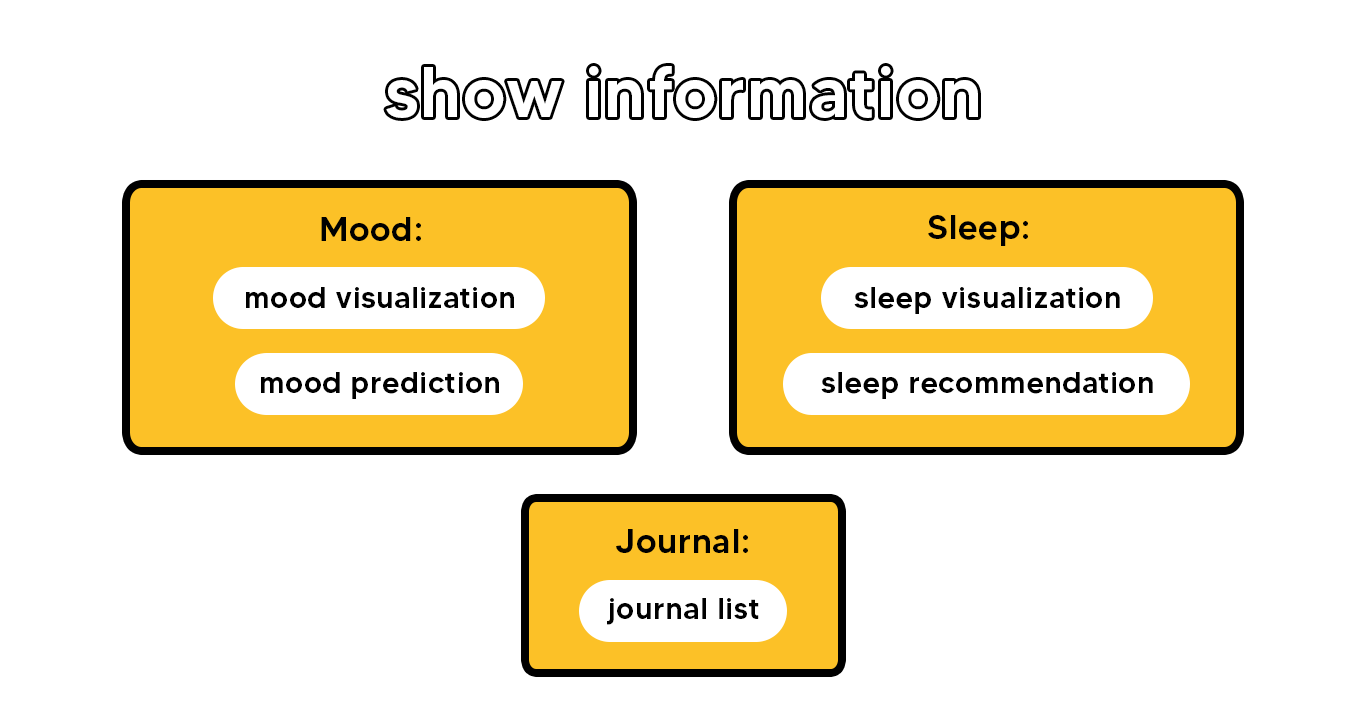 show information
Mood:
mood visualization
mood prediction
Sleep:
sleep visualization
sleep recommendation
Journal:
journal list